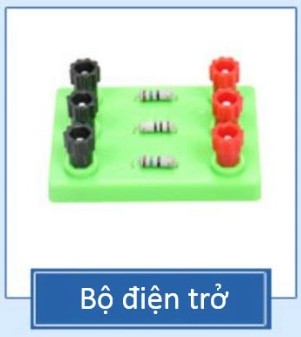 Bộ điện trở